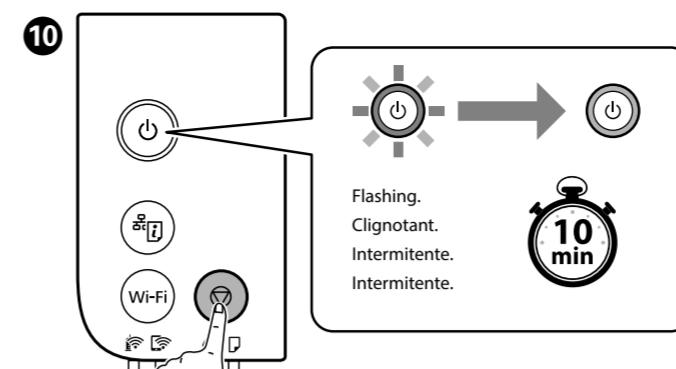 10
Wi-Fi
Flashing.
Clignotant.
Intermitente.
Intermitente.
10
min